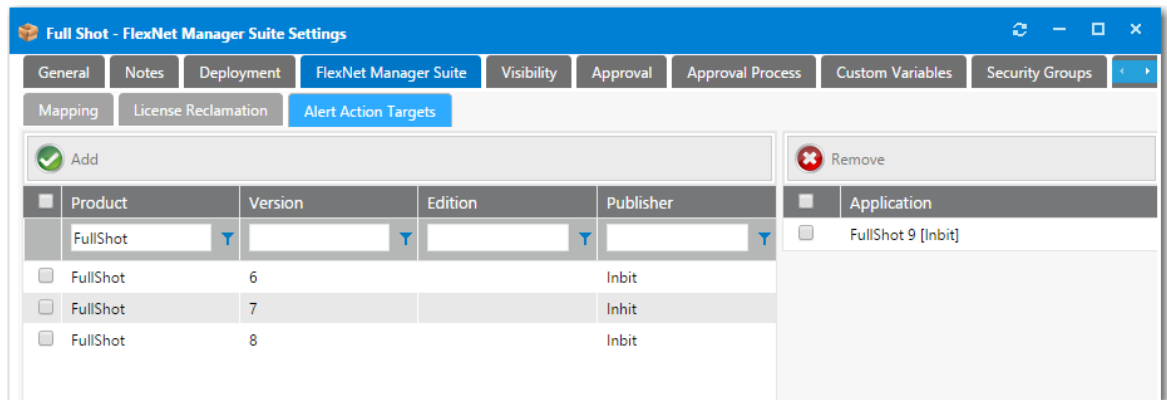 Full Shot - FlexNet Manager Suite Settings
General Notes Deployment FlexNet Manager Suite Visibility Approval Approval Process Custom Variables Security Groups
Mapping License Reclamation Alert Action Targets
Add
Remove
Product Version Edition Publisher
Application
FullShot
FullShot 9 [Inbit]
FullShot 6 Inbit
FullShot 7 Inhit
FullShot 8 Inbit